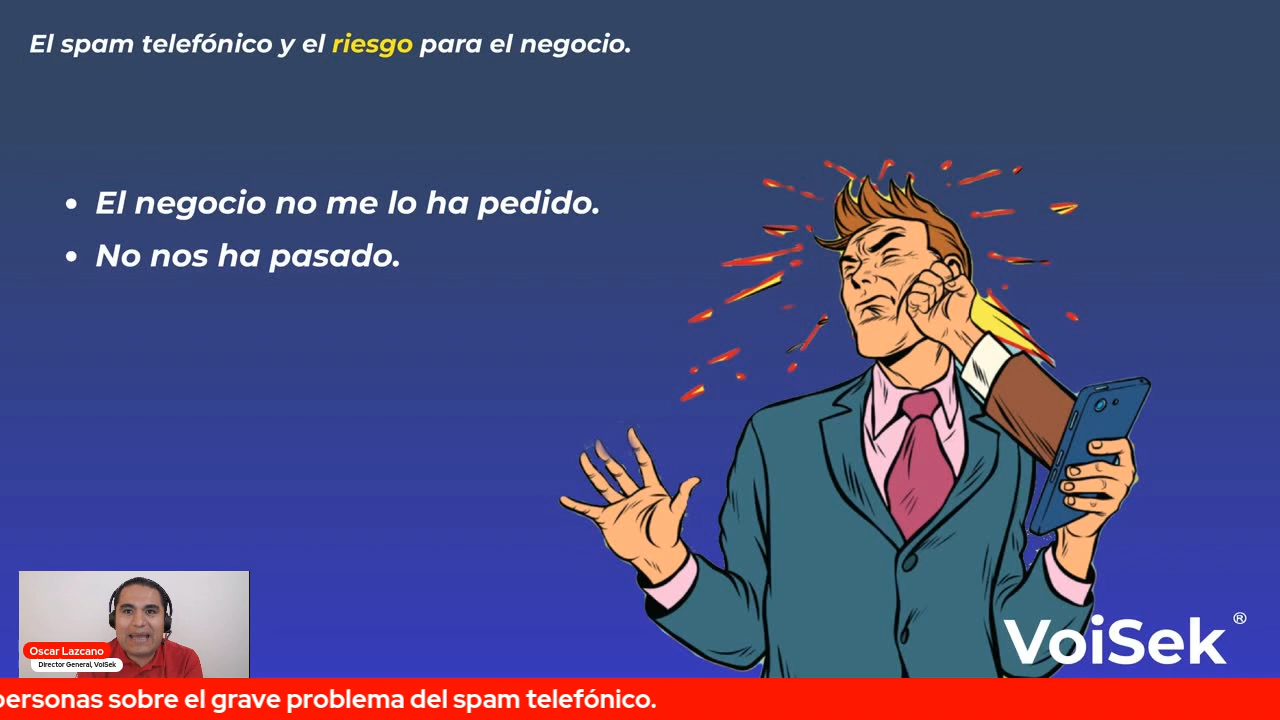 El spam telefónico y el riesgo para el negocio.
• El negocio no me lo ha pedido.
• No nos ha pasado.
VoiSek®
Oscar Lazcano
Director General, VoiSek
personas sobre el grave problema del spam telefónico.